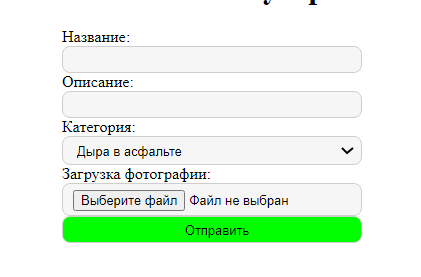 Название:
Описание:
Категория:
Дыра в асфальте
Загрузка фотографии:
Выберите файл Файл не выбран
Отправить